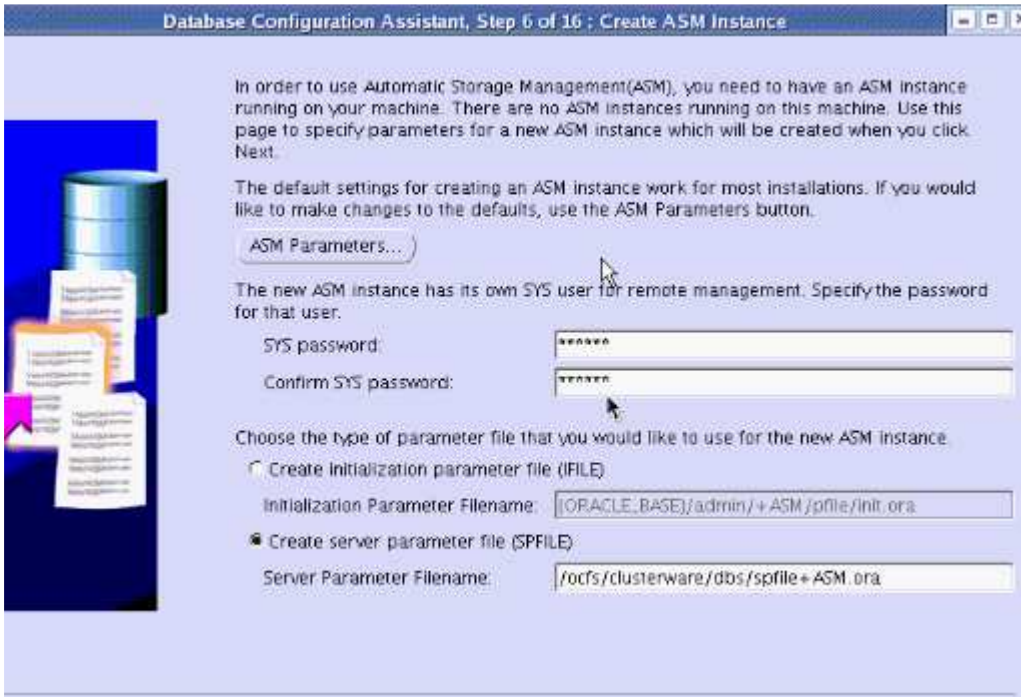 Database Configuration Assistant, Step 6 of 16 : Create ASM Instance
In order to use Automatic Storage Management(ASM), you need to have an ASM instance
running on your machine. There are no ASM instances running on this machine. Use this
page to specify parameters for a new ASM instance which will be created when you click
Next.
The default settings for creating an ASM instance work for most installations. If you would
like to make changes to the defaults, use the ASM Parameters button.
ASM Parameters...
The new ASM instance has its own SYS user for remote management. Specify the password
for that user.
SYS password: ******
Confirm SYS password: ******
Choose the type of parameter file that you would like to use for the new ASM instance.
Create initialization parameter file (IFILE)
Initialization Parameter Filename: {ORACLE_BASE}/admin/+ASM/pfile/init.ora
Create server parameter file (SPFILE)
Server Parameter Filename: /ocfs/clusterware/dbs/spfile+ASM.ora